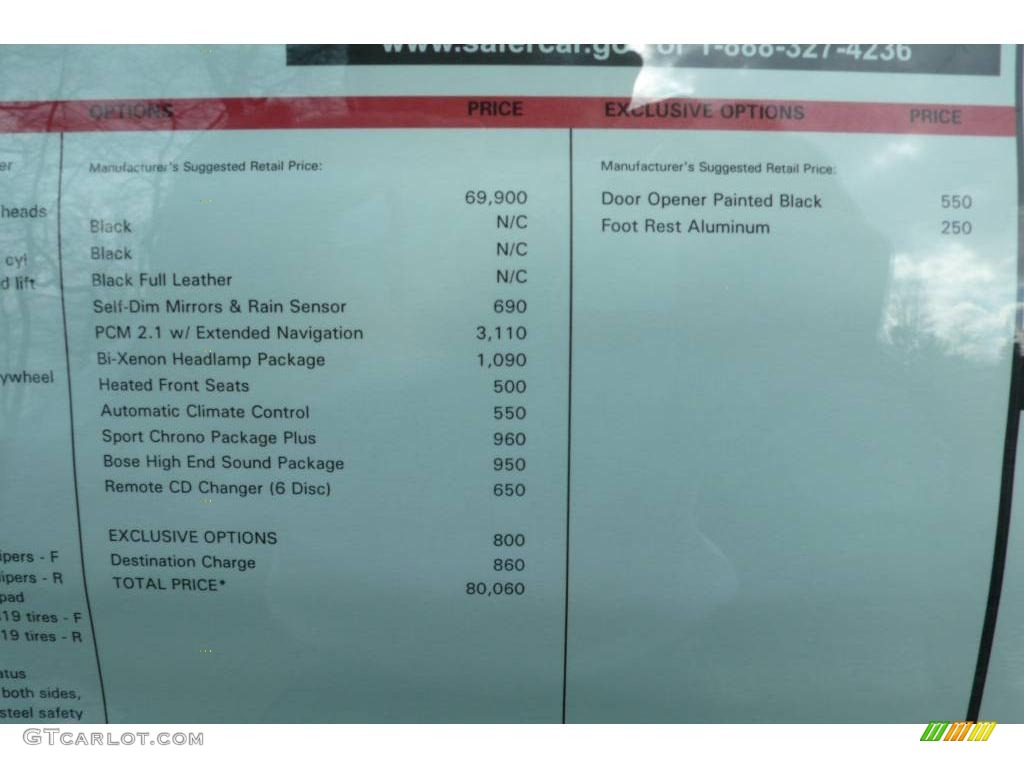 www.safercar.gov or 1-888-327-4236
OPTIONS PRICE EXCLUSIVE OPTIONS PRICE
er
heads
cyl
d lift
ywheel
ipers - F
ipers - R
pad
19 tires - F
19 tires - R
atus
both sides,
steel safety
Manufacturer's Suggested Retail Price:
69,900
Black N/C
Black N/C
Black Full Leather N/C
Self-Dim Mirrors & Rain Sensor 690
PCM 2.1 w/ Extended Navigation 3,110
Bi-Xenon Headlamp Package 1,090
Heated Front Seats 500
Automatic Climate Control 550
Sport Chrono Package Plus 960
Bose High End Sound Package 950
Remote CD Changer (6 Disc) 650
EXCLUSIVE OPTIONS 800
Destination Charge 860
TOTAL PRICE* 80,060
Manufacturer's Suggested Retail Price:
Door Opener Painted Black 550
Foot Rest Aluminum 250
GTCARLOT.COM